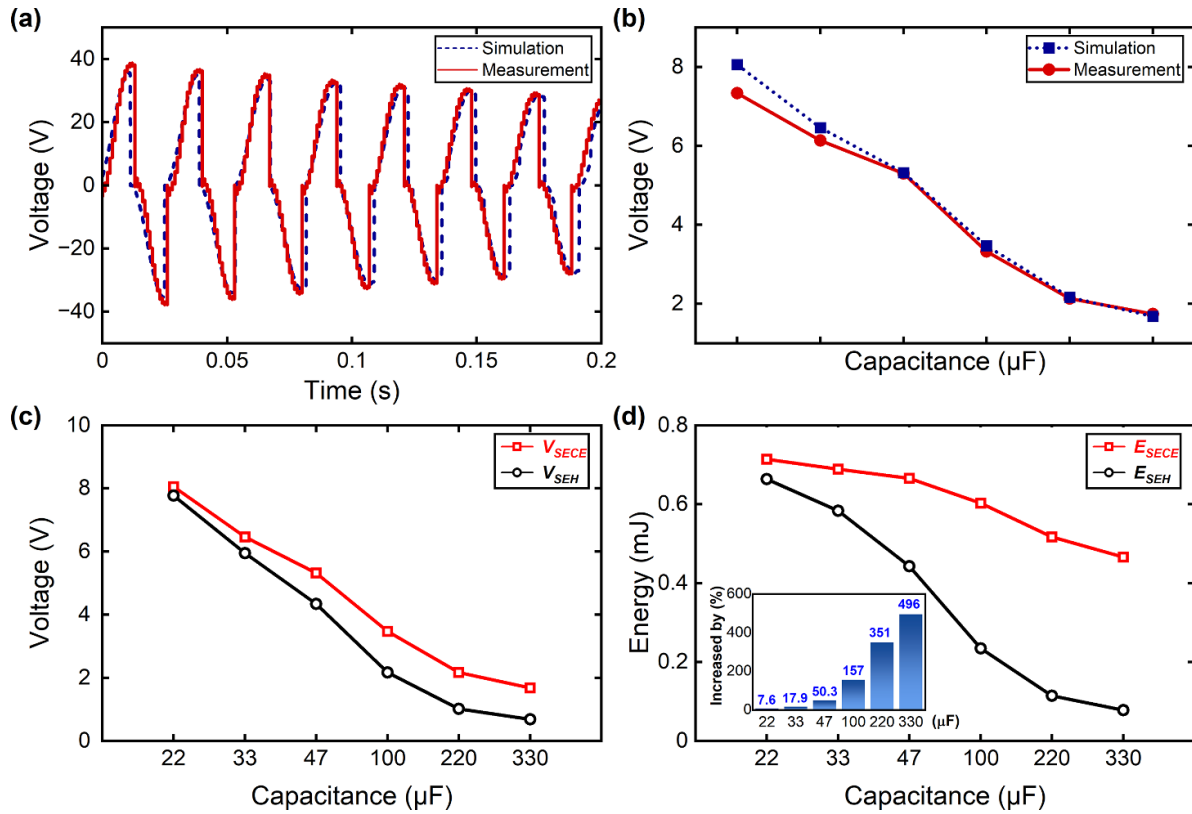 (a)
Simulation
Measurement
Voltage (V)
40
20
0
−20
−40
0
0.05
0.1
0.15
0.2
Time (s)
(b)
Simulation
Measurement
Voltage (V)
8
6
4
2
Capacitance (µF)
(c)
V_SECE
V_SEH
Voltage (V)
10
8
6
4
2
0
22
33
47
100
220
330
Capacitance (µF)
(d)
E_SECE
E_SEH
Energy (mJ)
0.8
0.6
0.4
0.2
0
Increased by (%)
600
400
200
0
7.6
17.9
50.3
157
351
496
22
33
47
100
220
330
(µF)
22
33
47
100
220
330
Capacitance (µF)